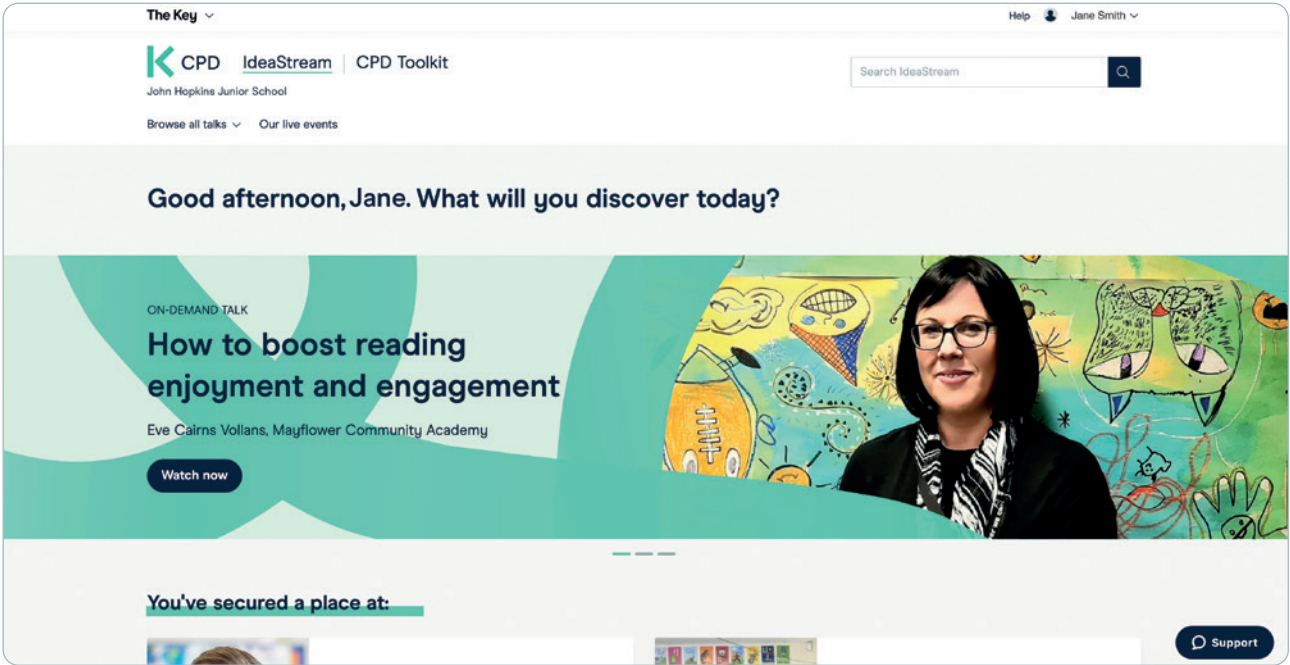 The Key
Help Jane Smith
K CPD IdeaStream CPD Toolkit
Search IdeaStream
John Hopkins Junior School
Browse all talks Our live events
Good afternoon, Jane. What will you discover today?
ON-DEMAND TALK
How to boost reading
enjoyment and engagement
Eve Cairns Vollans, Mayflower Community Academy
Watch now
You've secured a place at:
Support